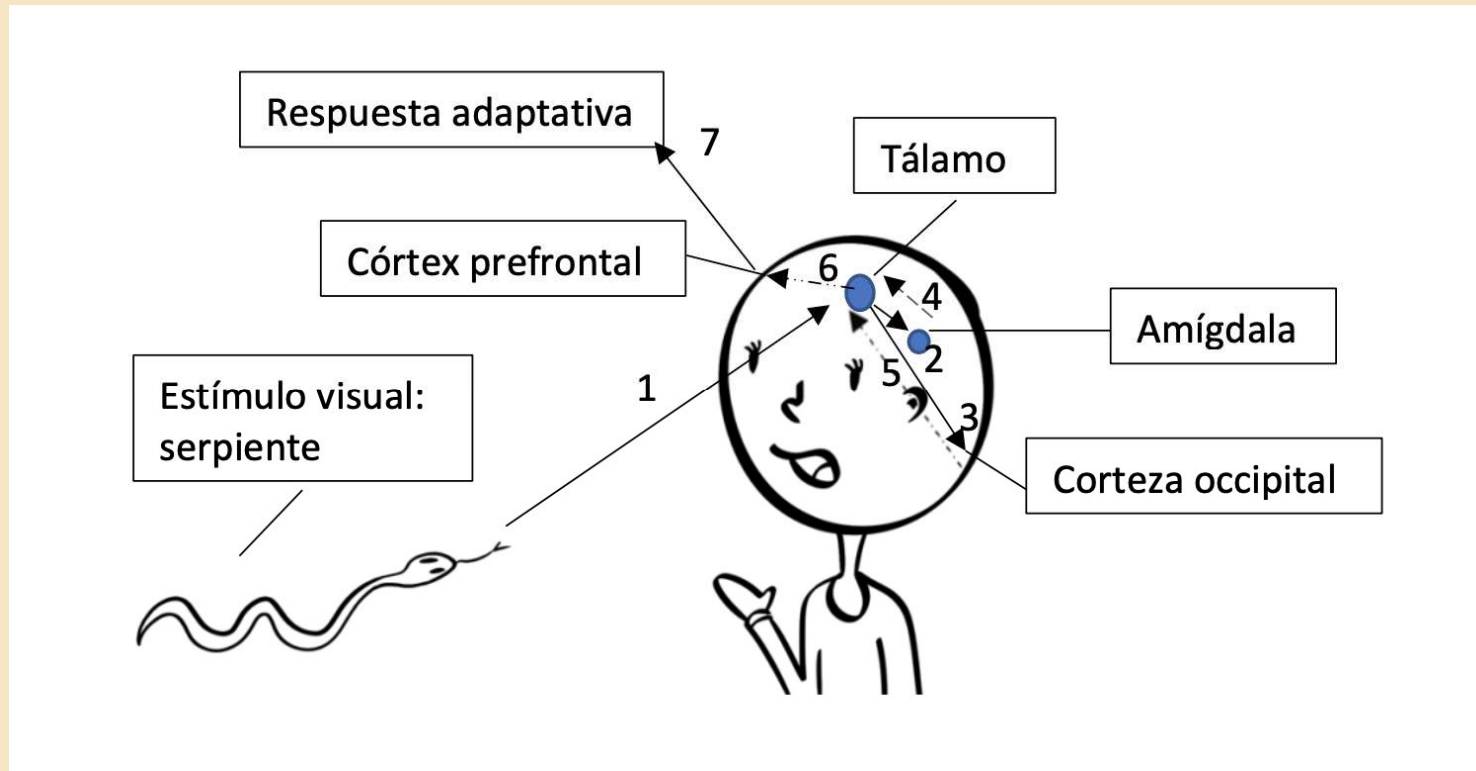 Respuesta adaptativa
7
Tálamo
Córtex prefrontal
6
4
Amígdala
2
5
1
Estímulo visual:
serpiente
3
Corteza occipital